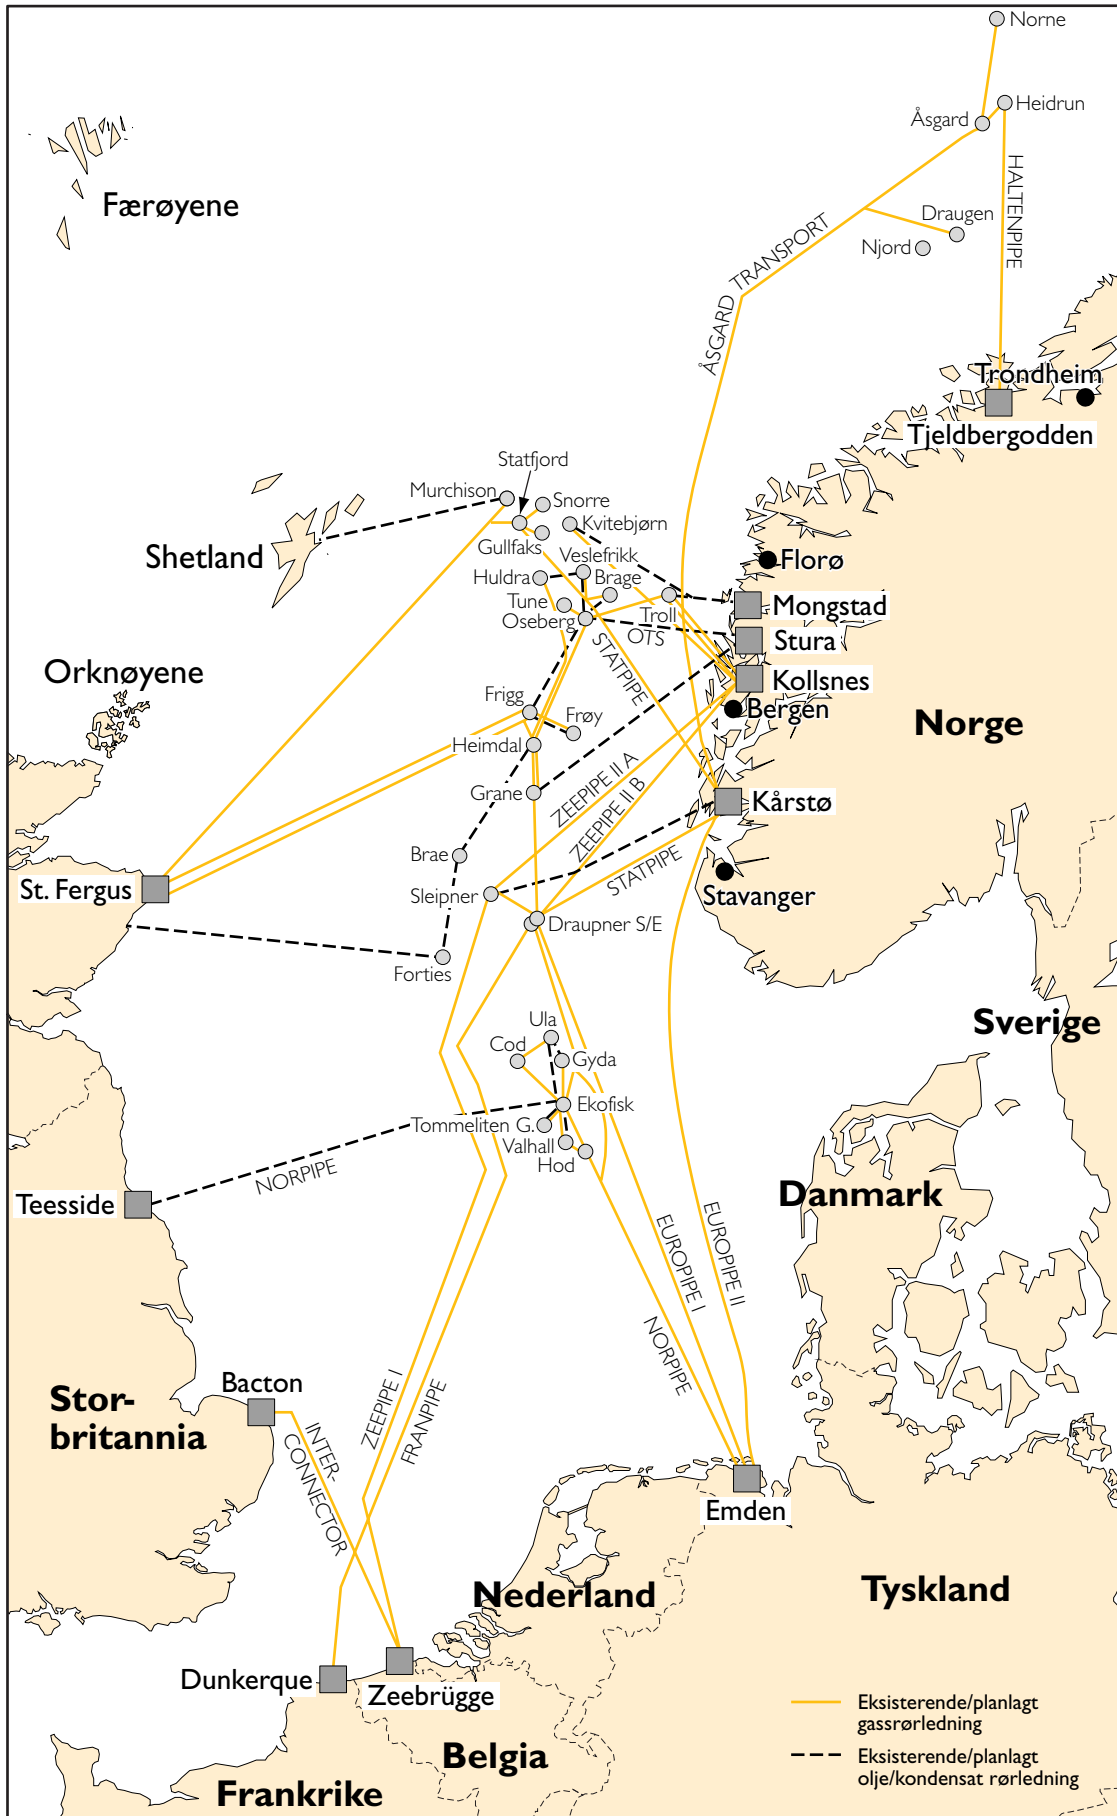 Norne
Heidrun
Åsgard
HALTENPIPE
Færøyene
Draugen
Njord
ÅSGARD TRANSPORT
Trondheim
Tjeldbergodden
Statfjord
Murchison
Snorre
Kvitebjørn
Shetland
Gullfaks
Veslefrikk
Florø
Huldra
Brage
Tune
Troll
Mongstad
Oseberg
OTS
Stura
STATPIPE
Orknøyene
Kollsnes
Frigg
Frøy
Bergen
Norge
Heimdal
ZEEPIPE II A
Grane
ZEEPIPE II B
Kårstø
Brae
STATPIPE
St. Fergus
Sleipner
Stavanger
Draupner S/E
Forties
Ula
Sverige
Cod
Gyda
Ekofisk
Tommeliten G.
Valhall
Hod
NORPIPE
Teesside
Danmark
EUROPIPE I
EUROPIPE II
NORPIPE
Bacton
ZEEPIPE I
FRANPIPE
Stor-
britannia
INTER-
CONNECTOR
Emden
Nederland
Tyskland
Dunkerque
Zeebrügge
Belgia
Frankrike
Eksisterende/planlagt
gassrørledning
Eksisterende/planlagt
olje/kondensat rørledning